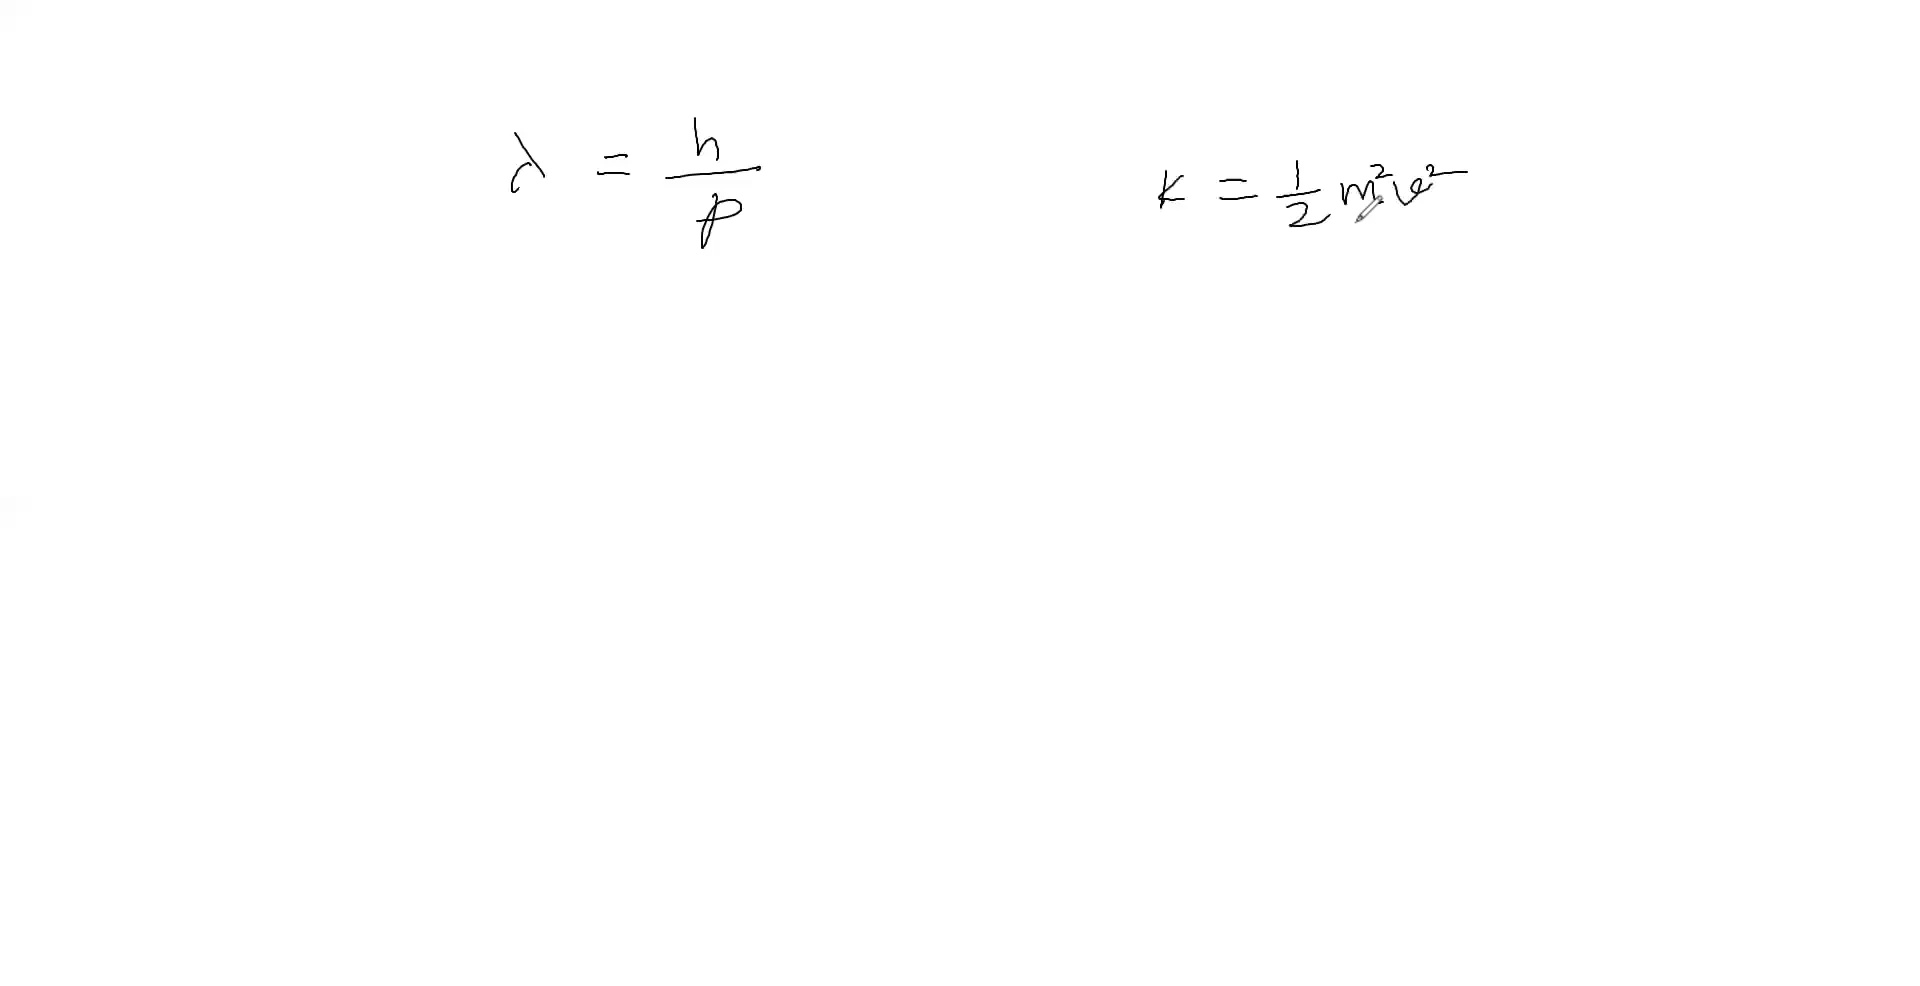 λ = h/p
K = 1/2 m²v²